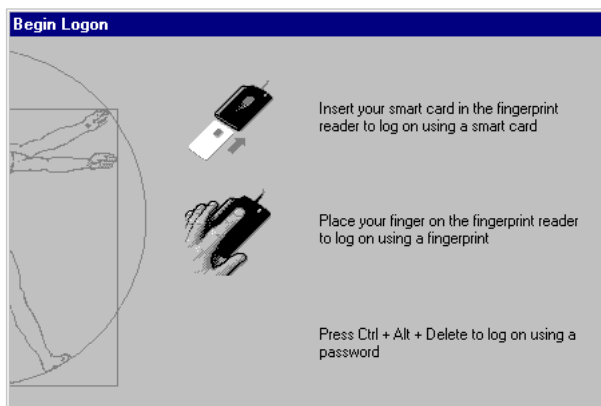 Begin Logon
Insert your smart card in the fingerprint
reader to log on using a smart card
Place your finger on the fingerprint reader
to log on using a fingerprint
Press Ctrl + Alt + Delete to log on using a
password